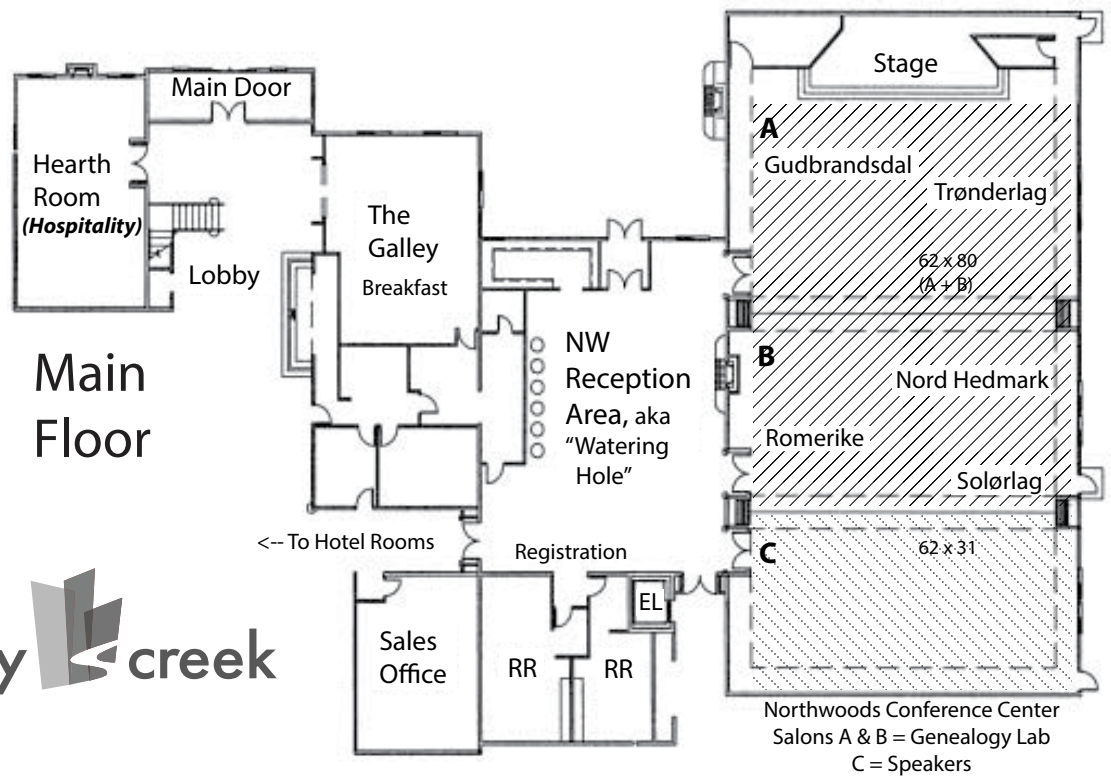 Main Door
Stage
Hearth
Room
(Hospitality)
Lobby
The
Galley
Breakfast
A
Gudbrandsdal
Trønderlag
62 x 80
(A + B)
Main
Floor
NW
Reception
Area, aka
“Watering
Hole”
B
Nord Hedmark
Romerike
Solørlag
<-- To Hotel Rooms
Registration
C
62 x 31
EL
Sales
Office
RR
RR
y creek
Northwoods Conference Center
Salons A & B = Genealogy Lab
C = Speakers